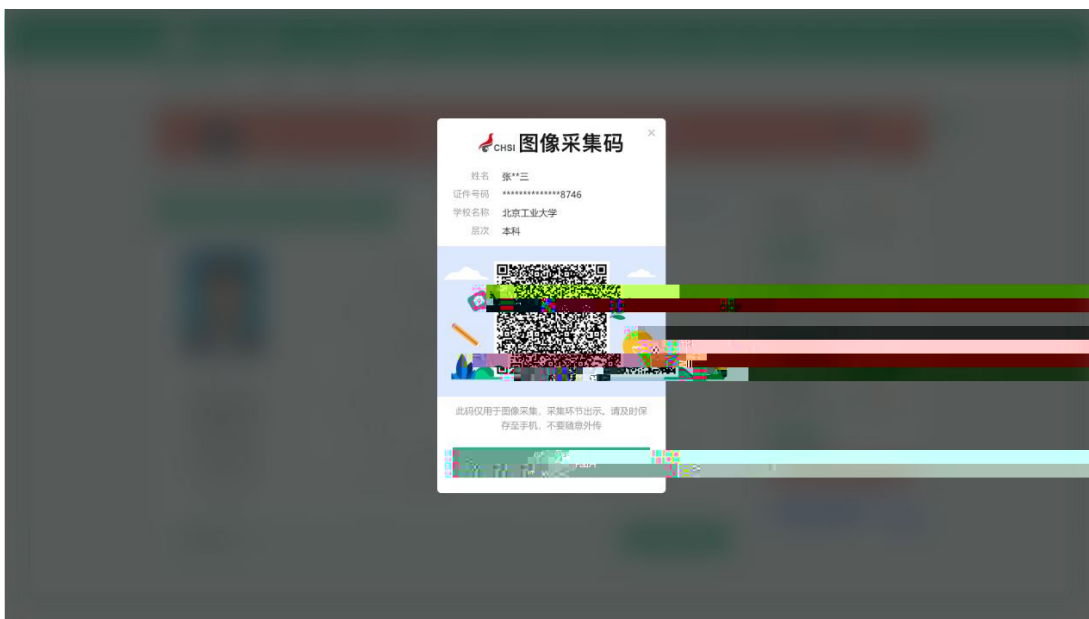 CHSI 图像采集码
×
姓名 张**三
证件号码 **************8746
学校名称 北京工业大学
层次 本科
此码仅用于图像采集,采集环节出示。请及时保
存至手机,不要随意外传